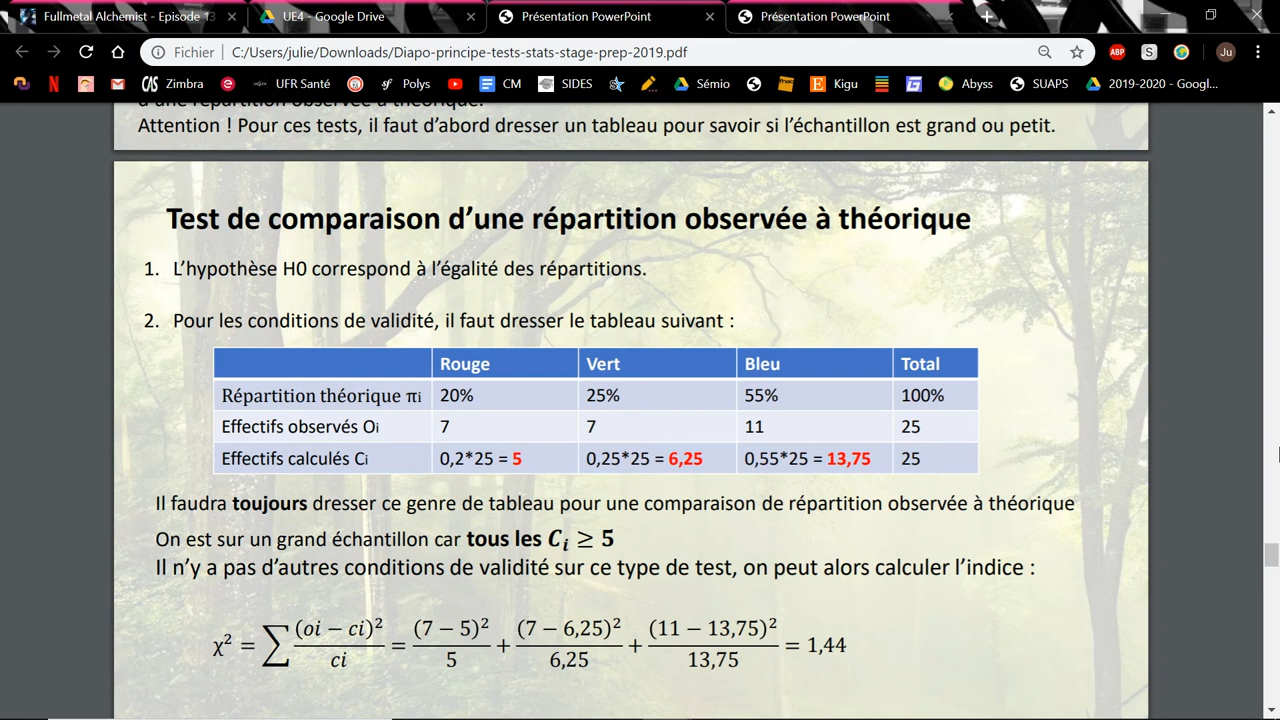 Fullmetal Alchemist - Episode 13
UE4 - Google Drive
Présentation PowerPoint
Présentation PowerPoint
Fichier
C:/Users/julie/Downloads/Diapo-principe-tests-stats-stage-prep-2019.pdf
ABP
S
Ju
Zimbra
UFR Santé
Polys
CM
SIDES
Sémio
Kigu
Abyss
SUAPS
2019-2020 - Googl...
d'une répartition observée à théorique.
Attention ! Pour ces tests, il faut d'abord dresser un tableau pour savoir si l'échantillon est grand ou petit.
Test de comparaison d'une répartition observée à théorique
1. L'hypothèse H0 correspond à l'égalité des répartitions.
2. Pour les conditions de validité, il faut dresser le tableau suivant :
Rouge Vert Bleu Total
Répartition théorique πi 20% 25% 55% 100%
Effectifs observés Oi 7 7 11 25
Effectifs calculés Ci 0,2*25 = 5 0,25*25 = 6,25 0,55*25 = 13,75 25
Il faudra toujours dresser ce genre de tableau pour une comparaison de répartition observée à théorique
On est sur un grand échantillon car tous les Ci ≥ 5
Il n'y a pas d'autres conditions de validité sur ce type de test, on peut alors calculer l'indice :
χ² = ∑ (oi − ci)² / ci = (7 − 5)² / 5 + (7 − 6,25)² / 6,25 + (11 − 13,75)² / 13,75 = 1,44